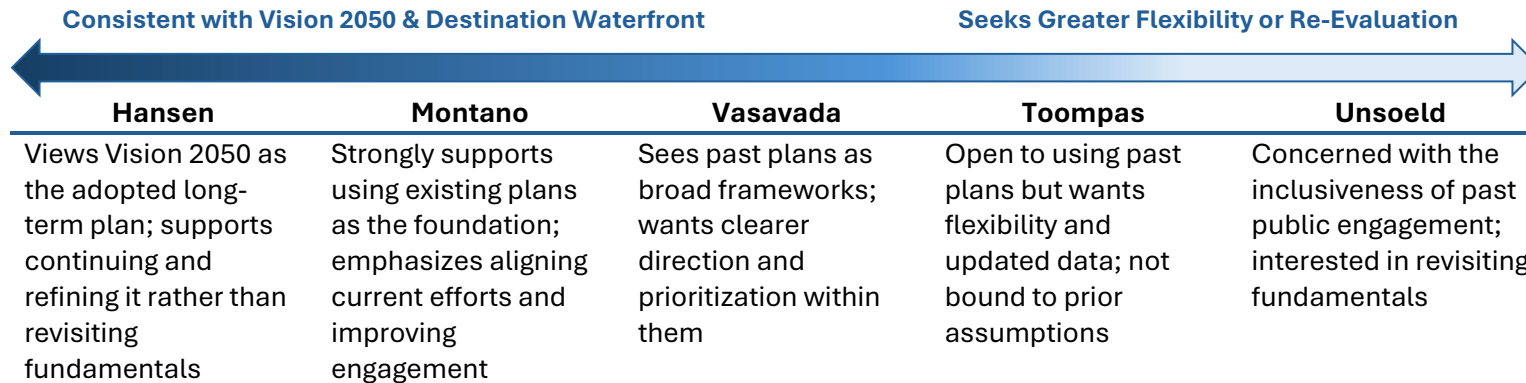 Consistent with Vision 2050 & Destination Waterfront
Seeks Greater Flexibility or Re-Evaluation
Hansen
Views Vision 2050 as
the adopted long-
term plan; supports
continuing and
refining it rather than
revisiting
fundamentals
Montano
Strongly supports
using existing plans
as the foundation;
emphasizes aligning
current efforts and
improving
engagement
Vasavada
Sees past plans as
broad frameworks;
wants clearer
direction and
prioritization within
them
Toompas
Open to using past
plans but wants
flexibility and
updated data; not
bound to prior
assumptions
Unsoeld
Concerned with the
inclusiveness of past
public engagement;
interested in revisiting
fundamentals